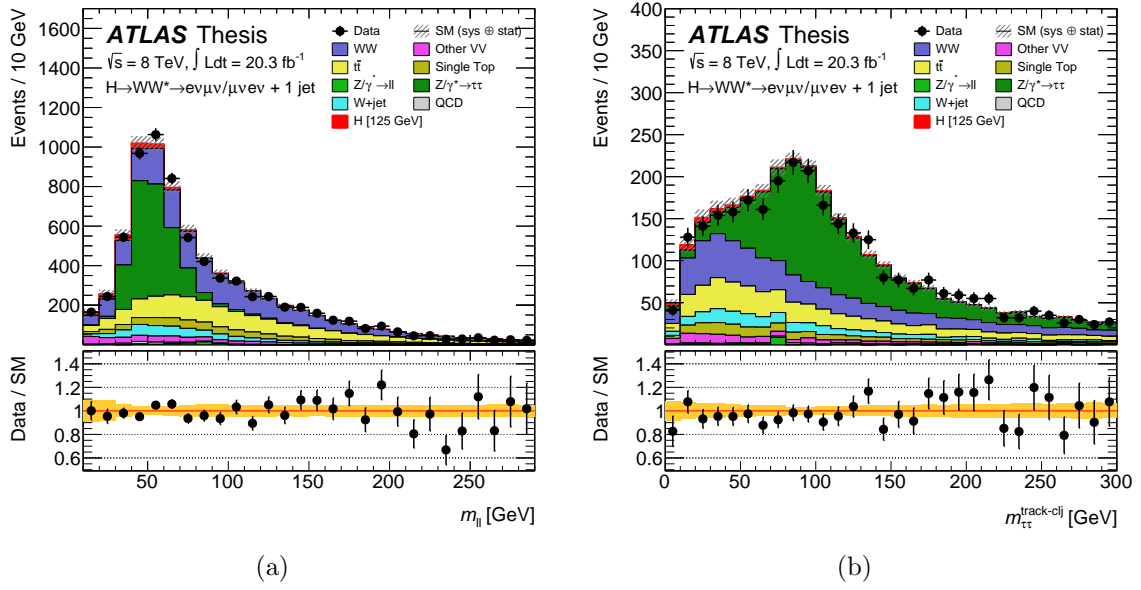 Events / 10 GeV
1600
1400
1200
1000
800
600
400
200
ATLAS Thesis
√s = 8 TeV, ∫ Ldt = 20.3 fb⁻¹
H→WW*→eνμν/μνeν + 1 jet
Data
SM (sys ⊕ stat)
WW
Other VV
tt̄
Single Top
Z/γ*→ll
Z/γ*→ττ
W+jet
QCD
H [125 GeV]
Data / SM
1.4
1.2
1
0.8
0.6
50 100 150 200 250
m_ll [GeV]
(a)
Events / 10 GeV
400
350
300
250
200
150
100
50
ATLAS Thesis
√s = 8 TeV, ∫ Ldt = 20.3 fb⁻¹
H→WW*→eνμν/μνeν + 1 jet
Data
SM (sys ⊕ stat)
WW
Other VV
tt̄
Single Top
Z/γ*→ll
Z/γ*→ττ
W+jet
QCD
H [125 GeV]
Data / SM
1.4
1.2
1
0.8
0.6
0 50 100 150 200 250 300
m_ττ^track-clj [GeV]
(b)